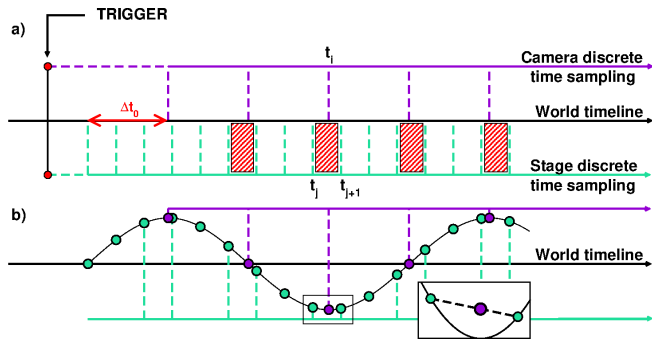 TRIGGER
a)
t_i
Camera discrete
time sampling
Δt_0
World timeline
Stage discrete
time sampling
t_j
t_j+1
b)
World timeline